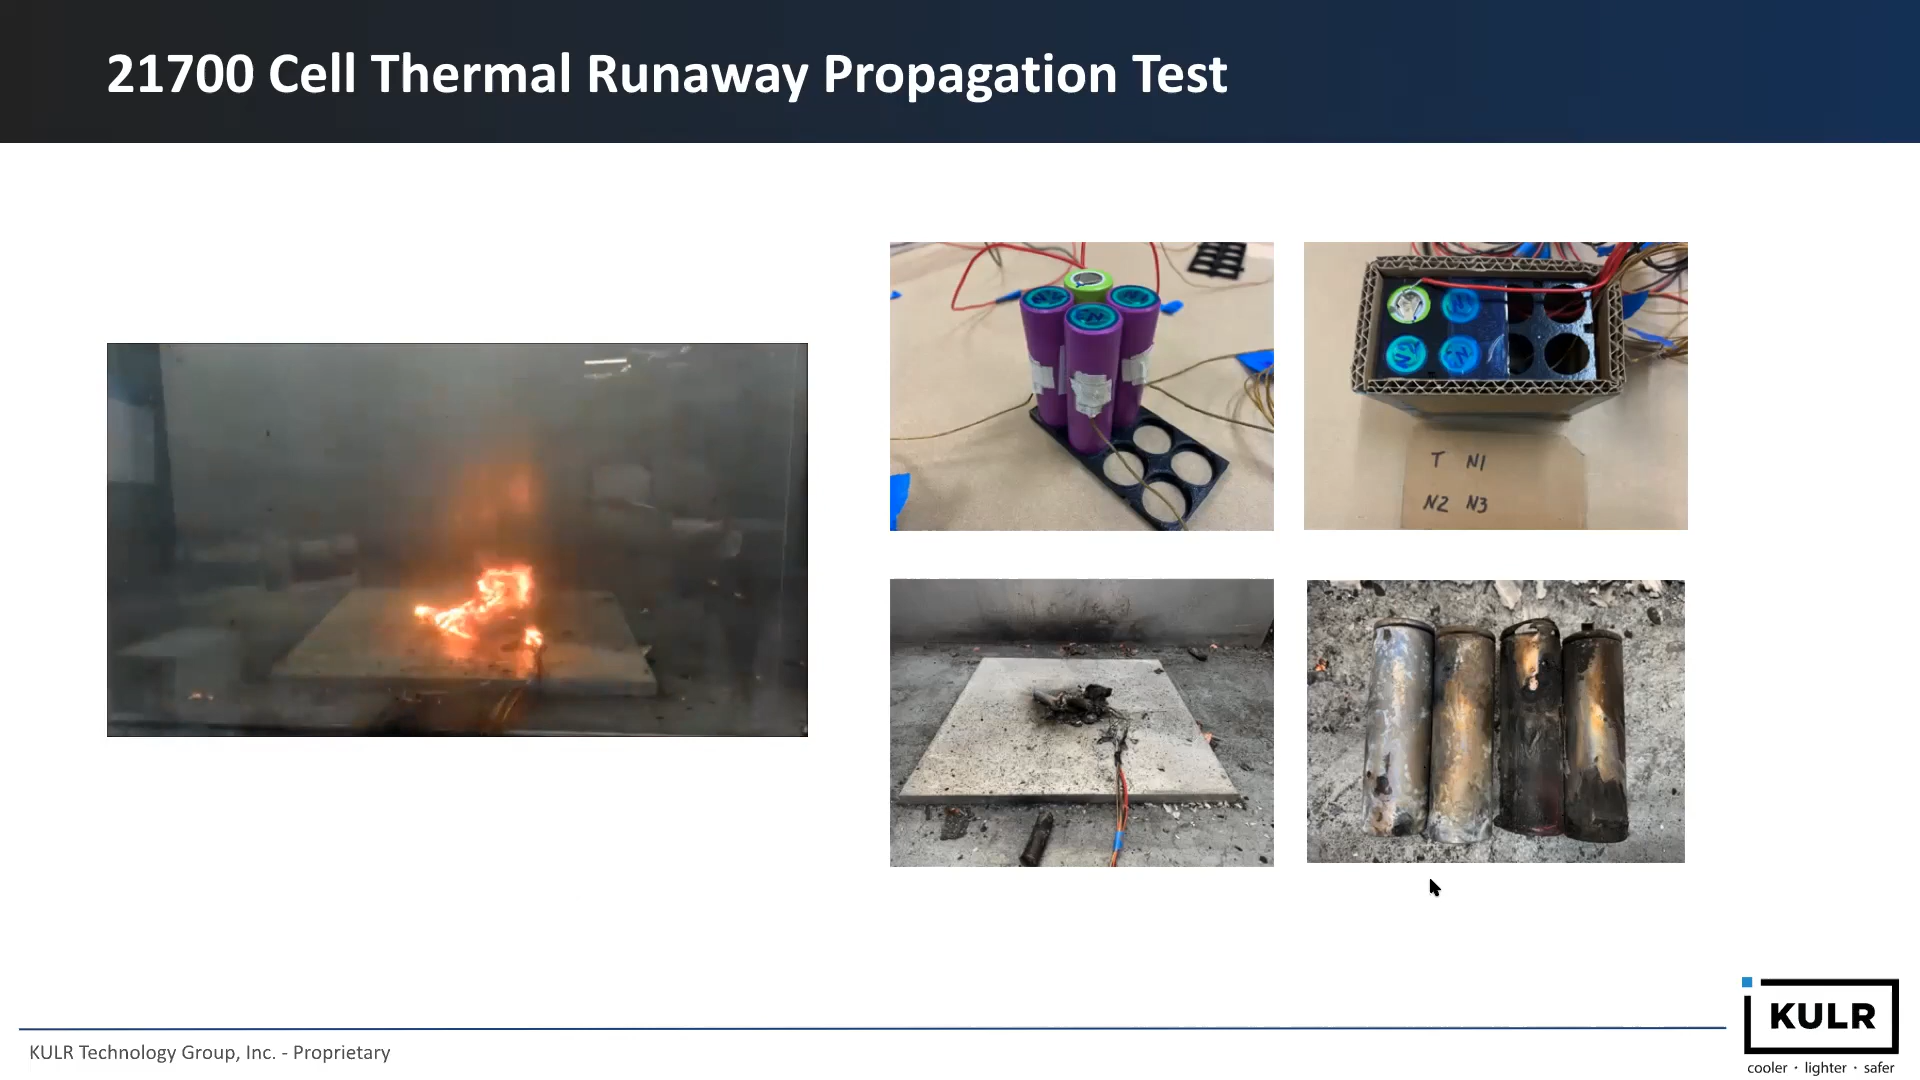 21700 Cell Thermal Runaway Propagation Test
T N1
N2 N3
KULR Technology Group, Inc. - Proprietary
KULR
cooler · lighter · safer